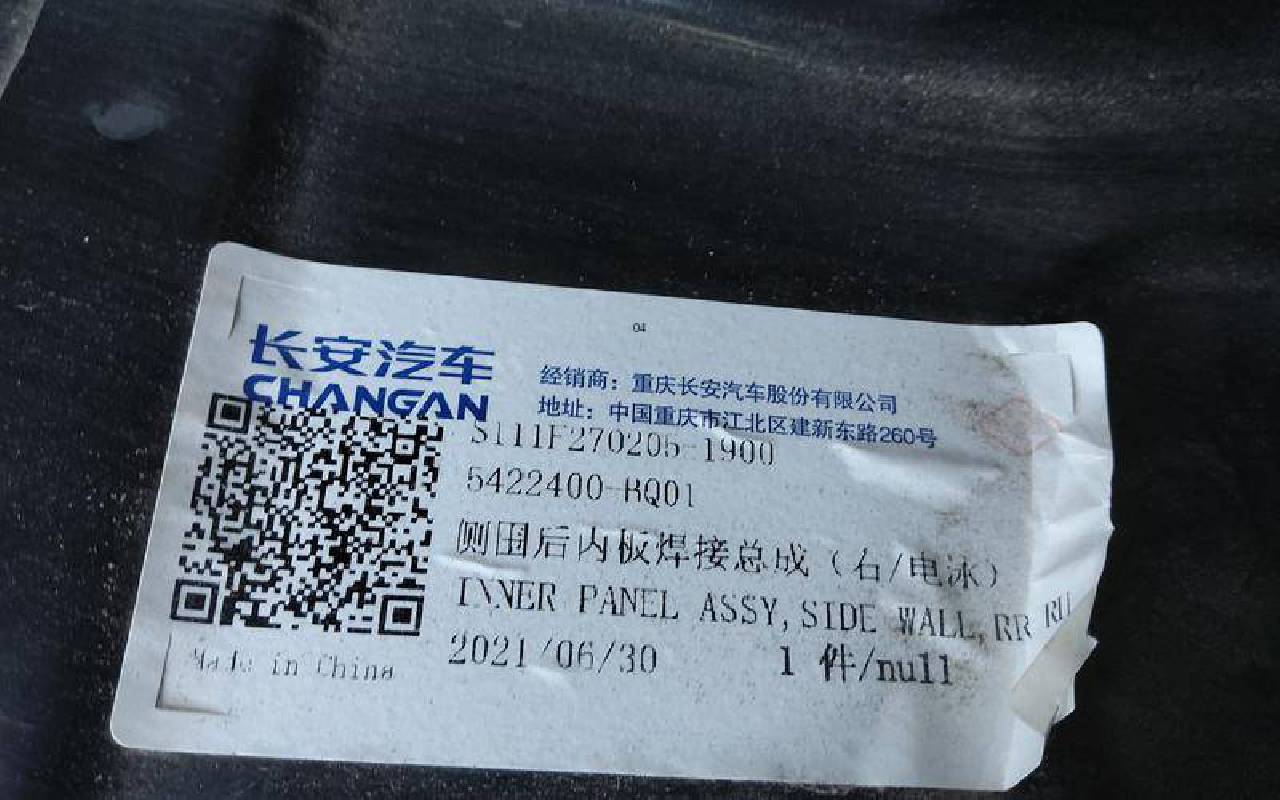 04
长安汽车
CHANGAN
经销商：重庆长安汽车股份有限公司
地址：中国重庆市江北区建新东路260号
S111F270205-1900
5422400-BQ01
侧围后内板焊接总成（右/电泳）
INNER PANEL ASSY,SIDE WALL,RR
2021/06/30 1 件/null
Made in China